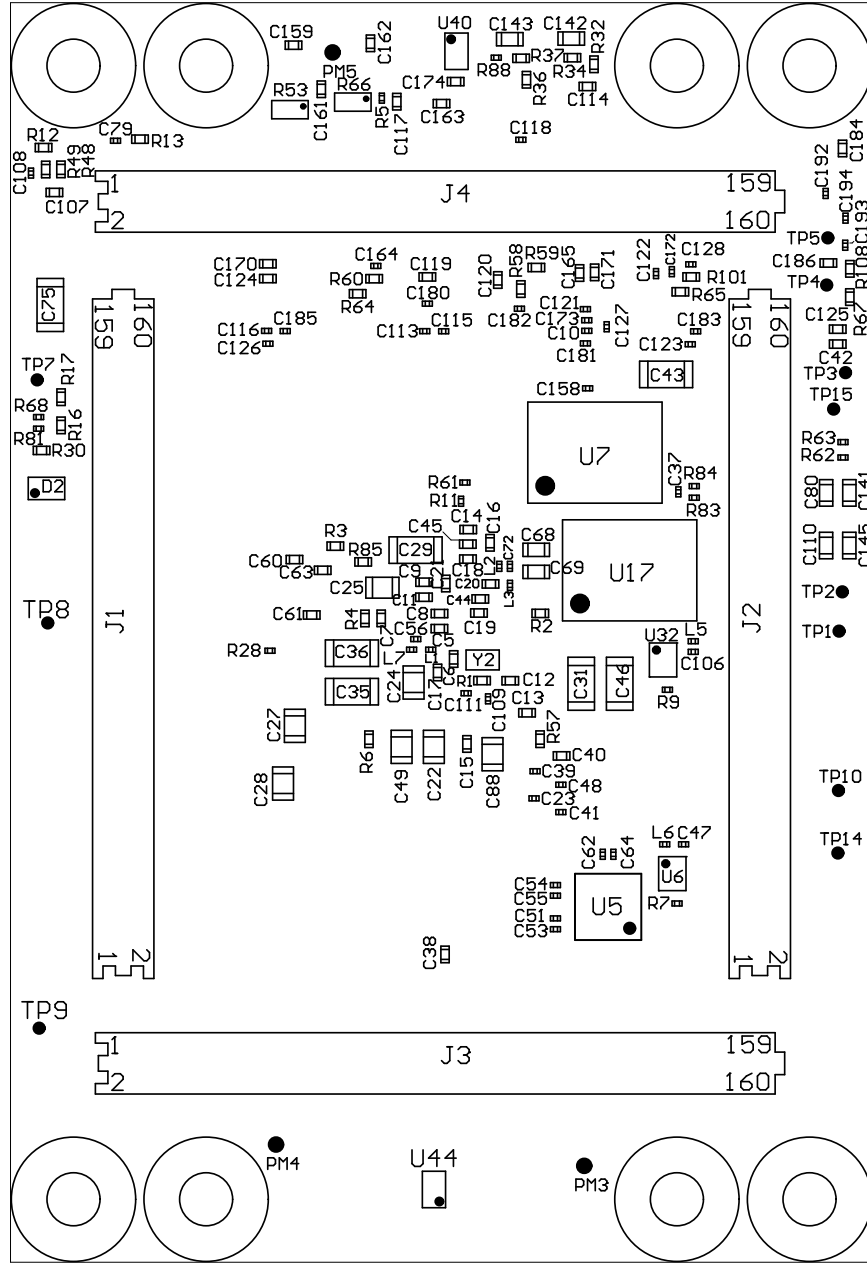 C159
C162
U40
C143
C142
R32
PM5
R88
R37
R34
R53
C161
R66
R5
C117
C174
C163
R36
C114
C118
R12
C79
R13
C184
C108
R49
R48
C107
C192
C194
C193
1
2
J4
159
160
TP5
C186
R108
TP4
R67
C125
C42
C75
C170
C124
C164
R60
R64
C119
C180
C120
R58
R59
C165
C171
C122
C172
C128
R101
R65
C116
C185
C126
C113
C115
C182
C121
C173
C10
C181
C127
C183
C123
159
160
159
160
TP7
R17
R68
R81
R16
R30
D2
C158
C43
TP3
TP15
R63
R62
U7
R61
R11
C37
R84
R83
C80
C141
C45
C14
C16
C110
C145
R3
C60
R85
C63
C29
C18
L2
C72
C68
C69
U17
C25
C9
C21
C20
L3
C11
C44
TP2
TP8
J1
C61
R4
C7
C8
C19
R2
TP1
J2
R28
C36
C56
C5
L7
L1
C6
Y2
U32
L5
C106
C35
C24
C17
R1
C12
C111
C109
C13
C31
C46
R9
C27
R6
C49
C22
C15
C88
R57
C40
C28
C39
C48
C23
C41
TP10
TP14
C62
C64
L6
C47
U6
C54
C55
C51
C53
U5
R7
C38
1
2
1
2
TP9
1
2
J3
159
160
PM4
U44
PM3